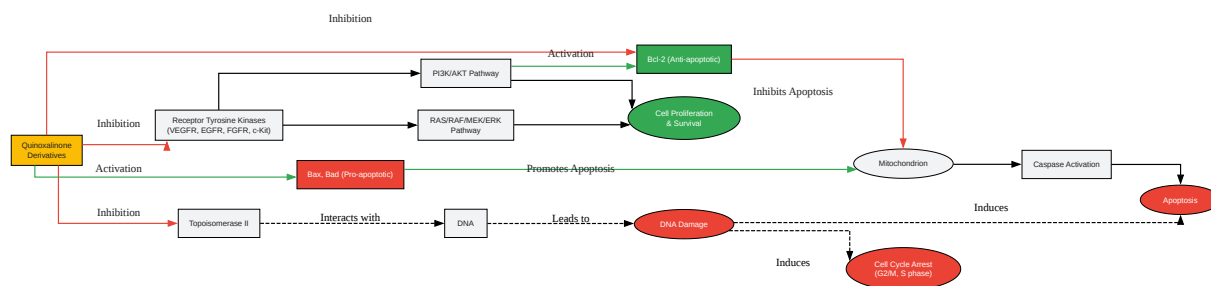 Inhibition
Activation
Bcl-2 (Anti-apoptotic)
PI3K/AKT Pathway
Inhibits Apoptosis
Inhibition
Receptor Tyrosine Kinases
(VEGFR, EGFR, FGFR, c-Kit)
RAS/RAF/MEK/ERK
Pathway
Cell Proliferation
& Survival
Quinoxalinone
Derivatives
Activation
Bax, Bad (Pro-apoptotic)
Promotes Apoptosis
Mitochondrion
Caspase Activation
Apoptosis
Inhibition
Topoisomerase II
Interacts with
DNA
Leads to
DNA Damage
Induces
Induces
Cell Cycle Arrest
(G2/M, S phase)